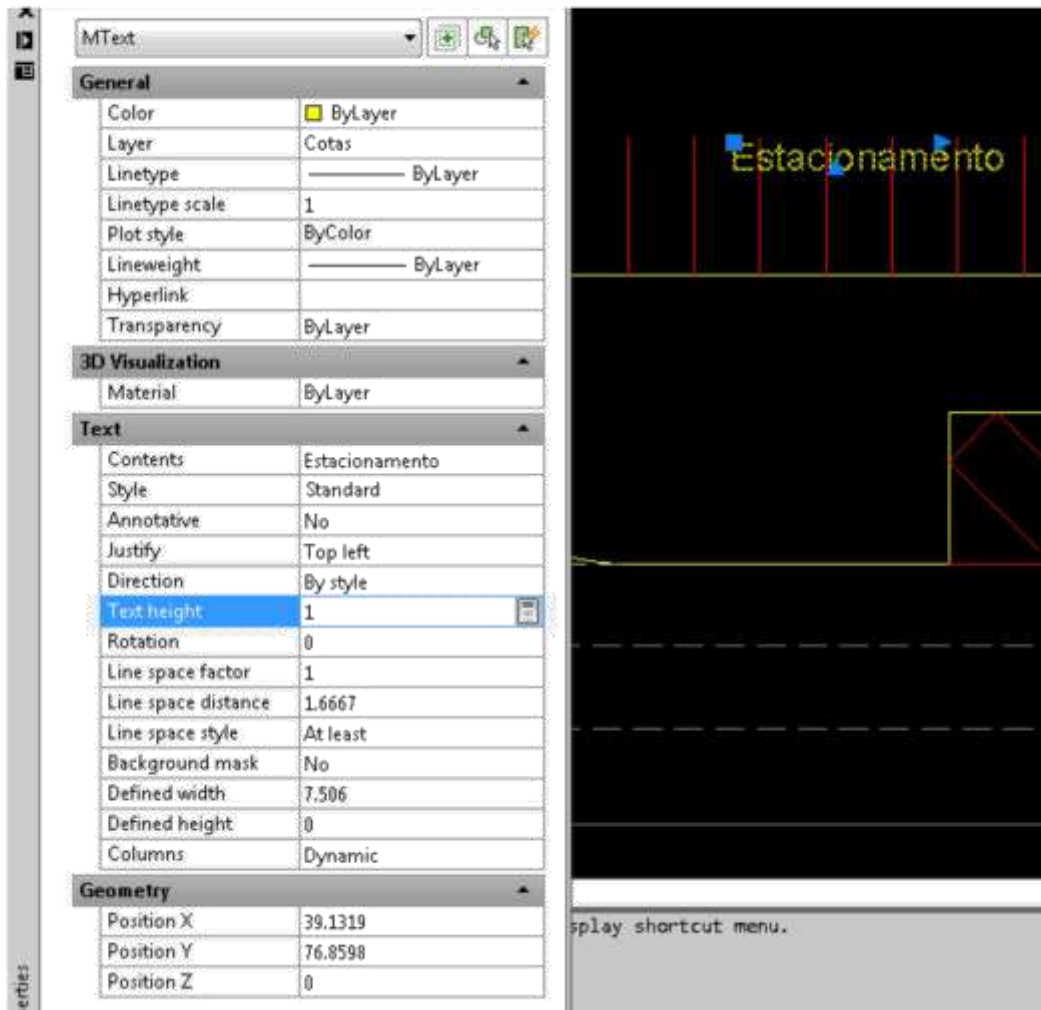 MText
General
Color ByLayer
Layer Cotas
Linetype ByLayer
Linetype scale 1
Plot style ByColor
Lineweight ByLayer
Hyperlink
Transparency ByLayer
3D Visualization
Material ByLayer
Text
Contents Estacionamento
Style Standard
Annotative No
Justify Top left
Direction By style
Text height 1
Rotation 0
Line space factor 1
Line space distance 1.6667
Line space style At least
Background mask No
Defined width 7.506
Defined height 0
Columns Dynamic
Geometry
Position X 39.1319
Position Y 76.8598
Position Z 0
erties
Estacionamento
splay shortcut menu.